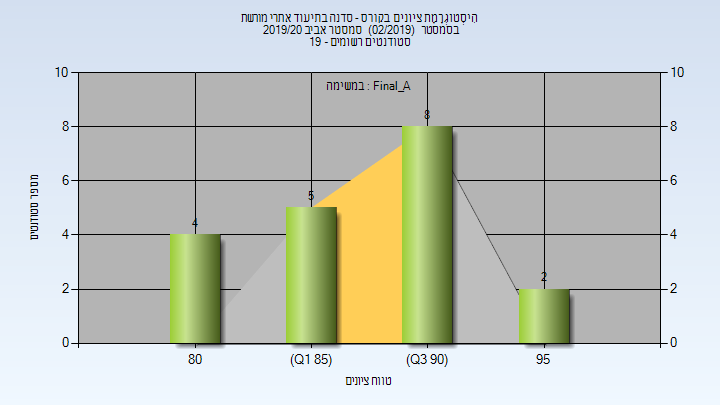 היסטוגרמת ציונים בקורס - סדנה בתיעוד אתרי מורשת
בסמסטר (02/2019) סמסטר אביב 2019/20
סטודנטים רשומים - 19
במשימה : Final_A
10
8
6
4
2
0
10
8
6
4
2
0
4
5
8
2
מספר סטודנטים
80
(Q1 85)
(Q3 90)
95
טווח ציונים